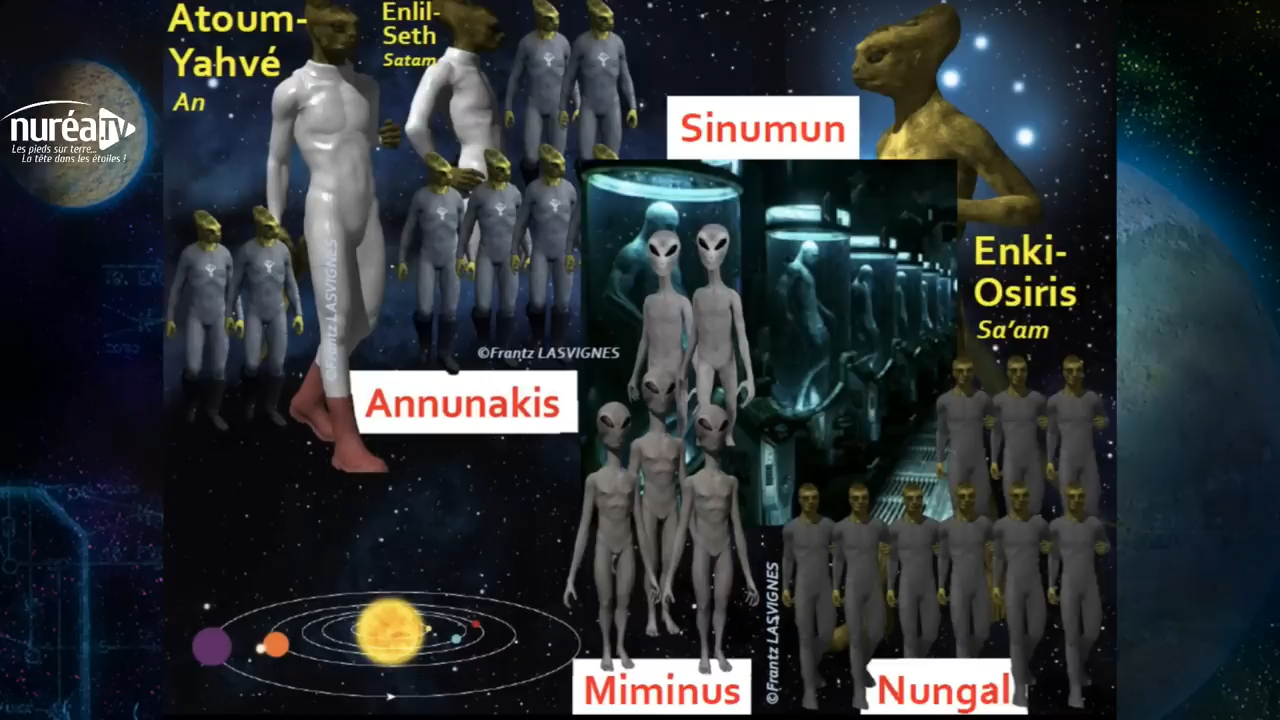 Atoum-
Yahvé
An
Enlil-
Seth
Satam
nuréa.tv
Les pieds sur terre...
La tête dans les étoiles !
Sinumun
Enki-
Osiris
Sa'am
©Frantz LASVIGNES
©Frantz LASVIGNES
Annunakis
©Frantz LASVIGNES
Miminus
Nungal